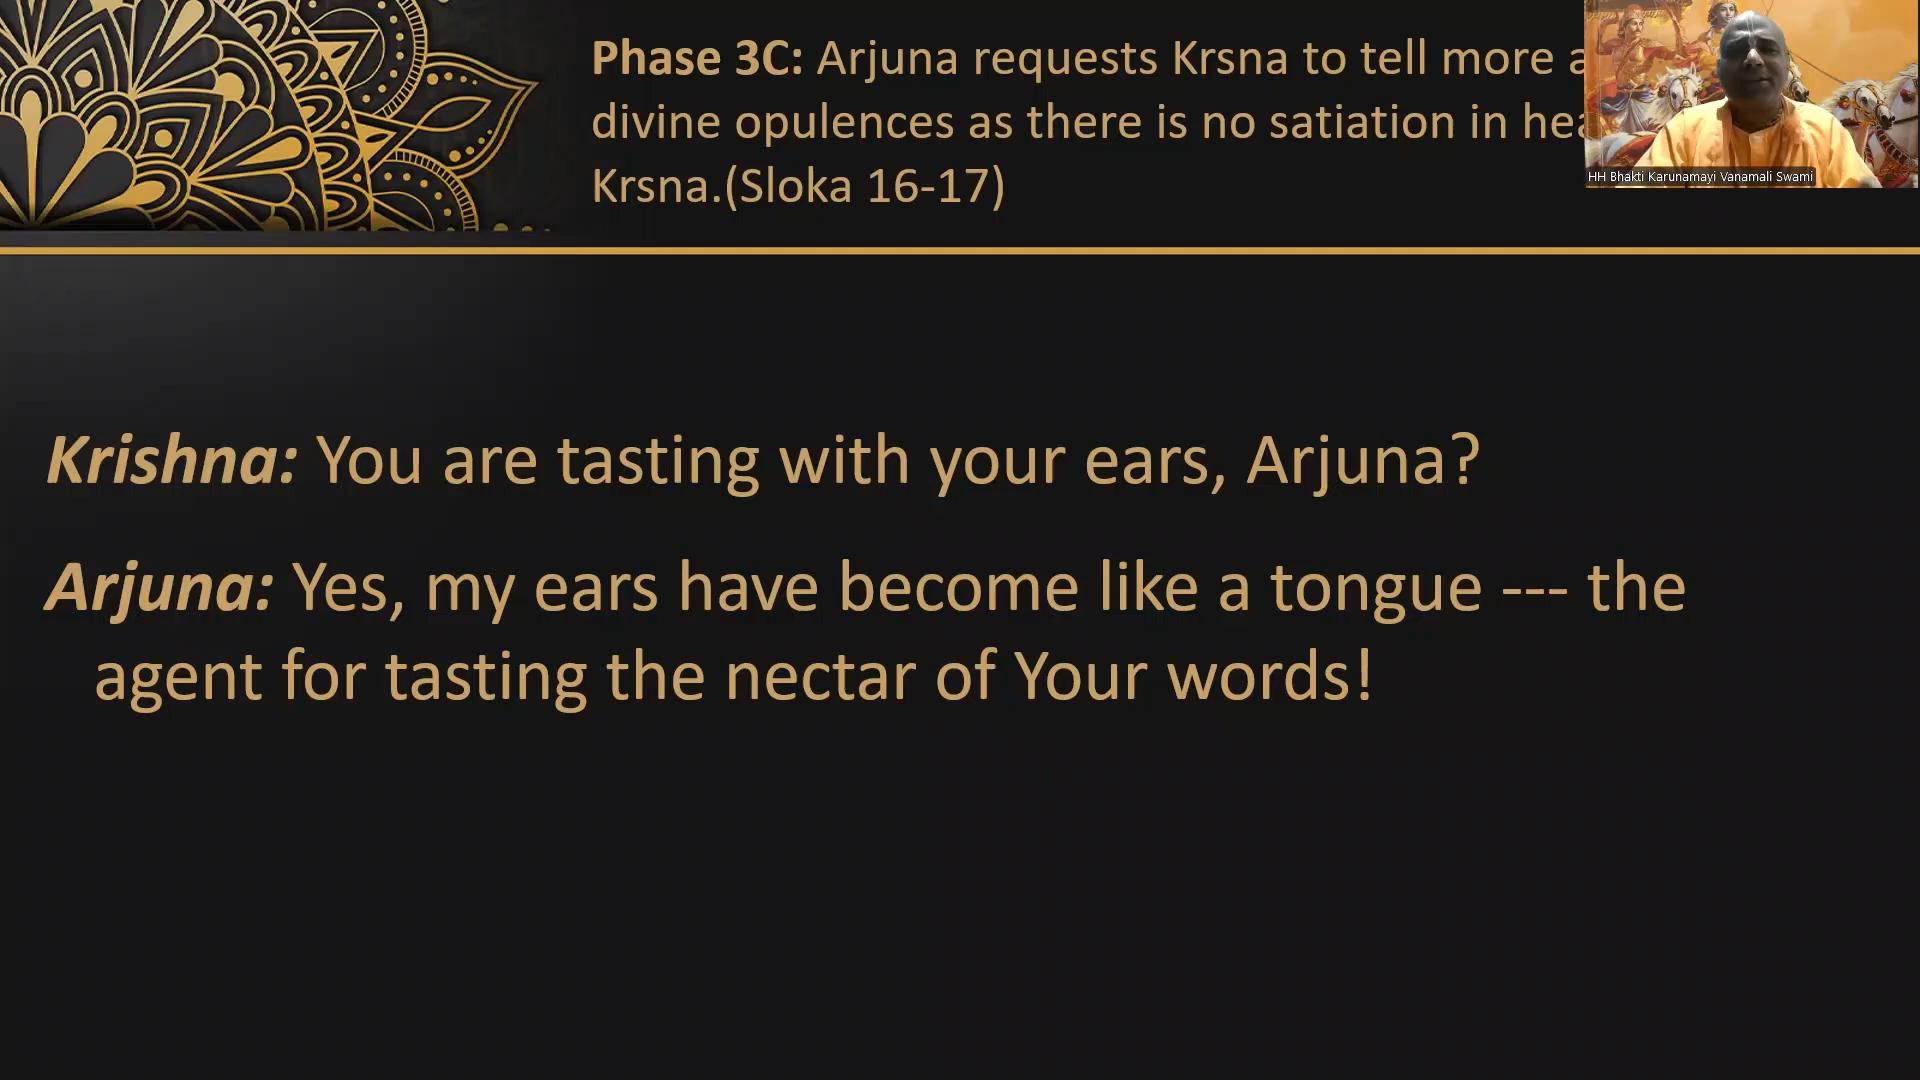 Phase 3C: Arjuna requests Krsna to tell more
divine opulences as there is no satiation in
Krsna.(Sloka 16-17)
HH Bhakti Karunamayi Vanamali Swami
Krishna: You are tasting with your ears, Arjuna?
Arjuna: Yes, my ears have become like a tongue --- the
agent for tasting the nectar of Your words!